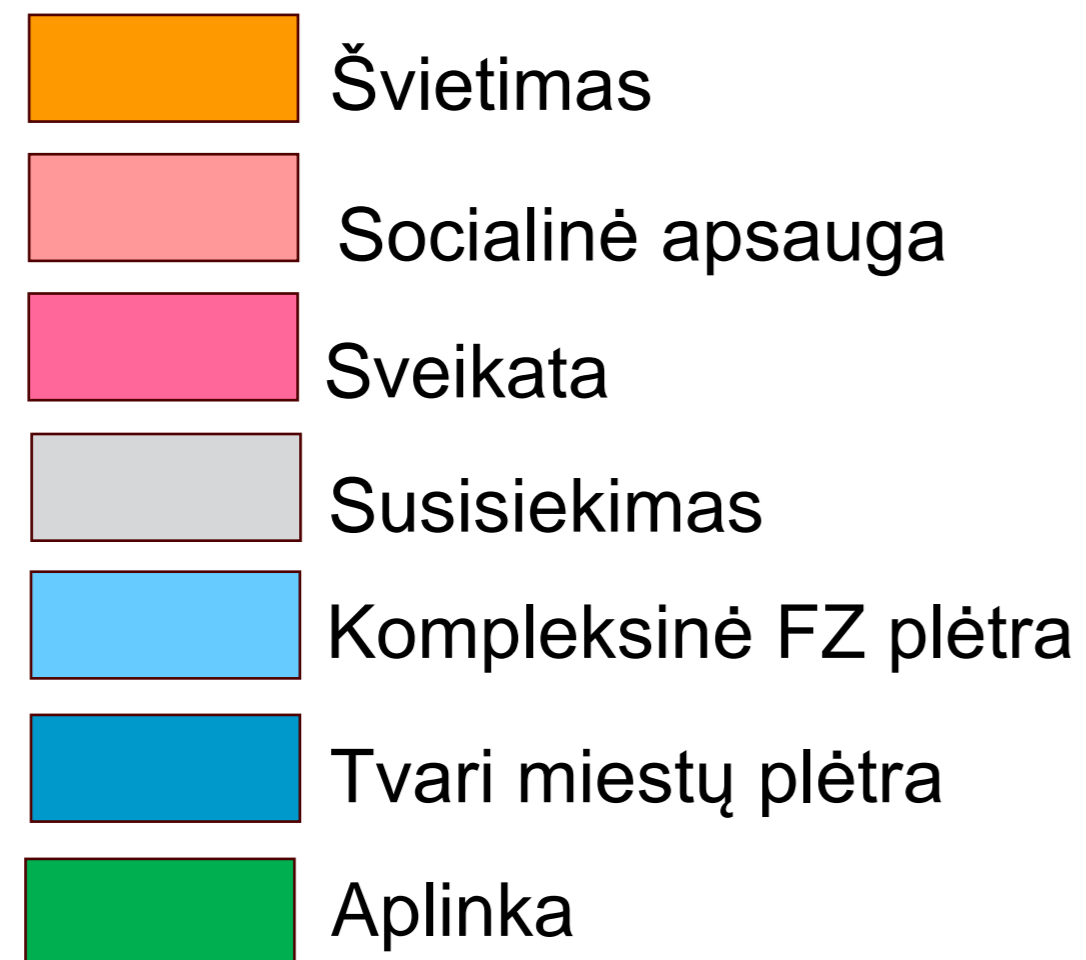 Švietimas
Socialinė apsauga
Sveikata
Susisiekimas
Kompleksinė FZ plėtra
Tvari miestų plėtra
Aplinka